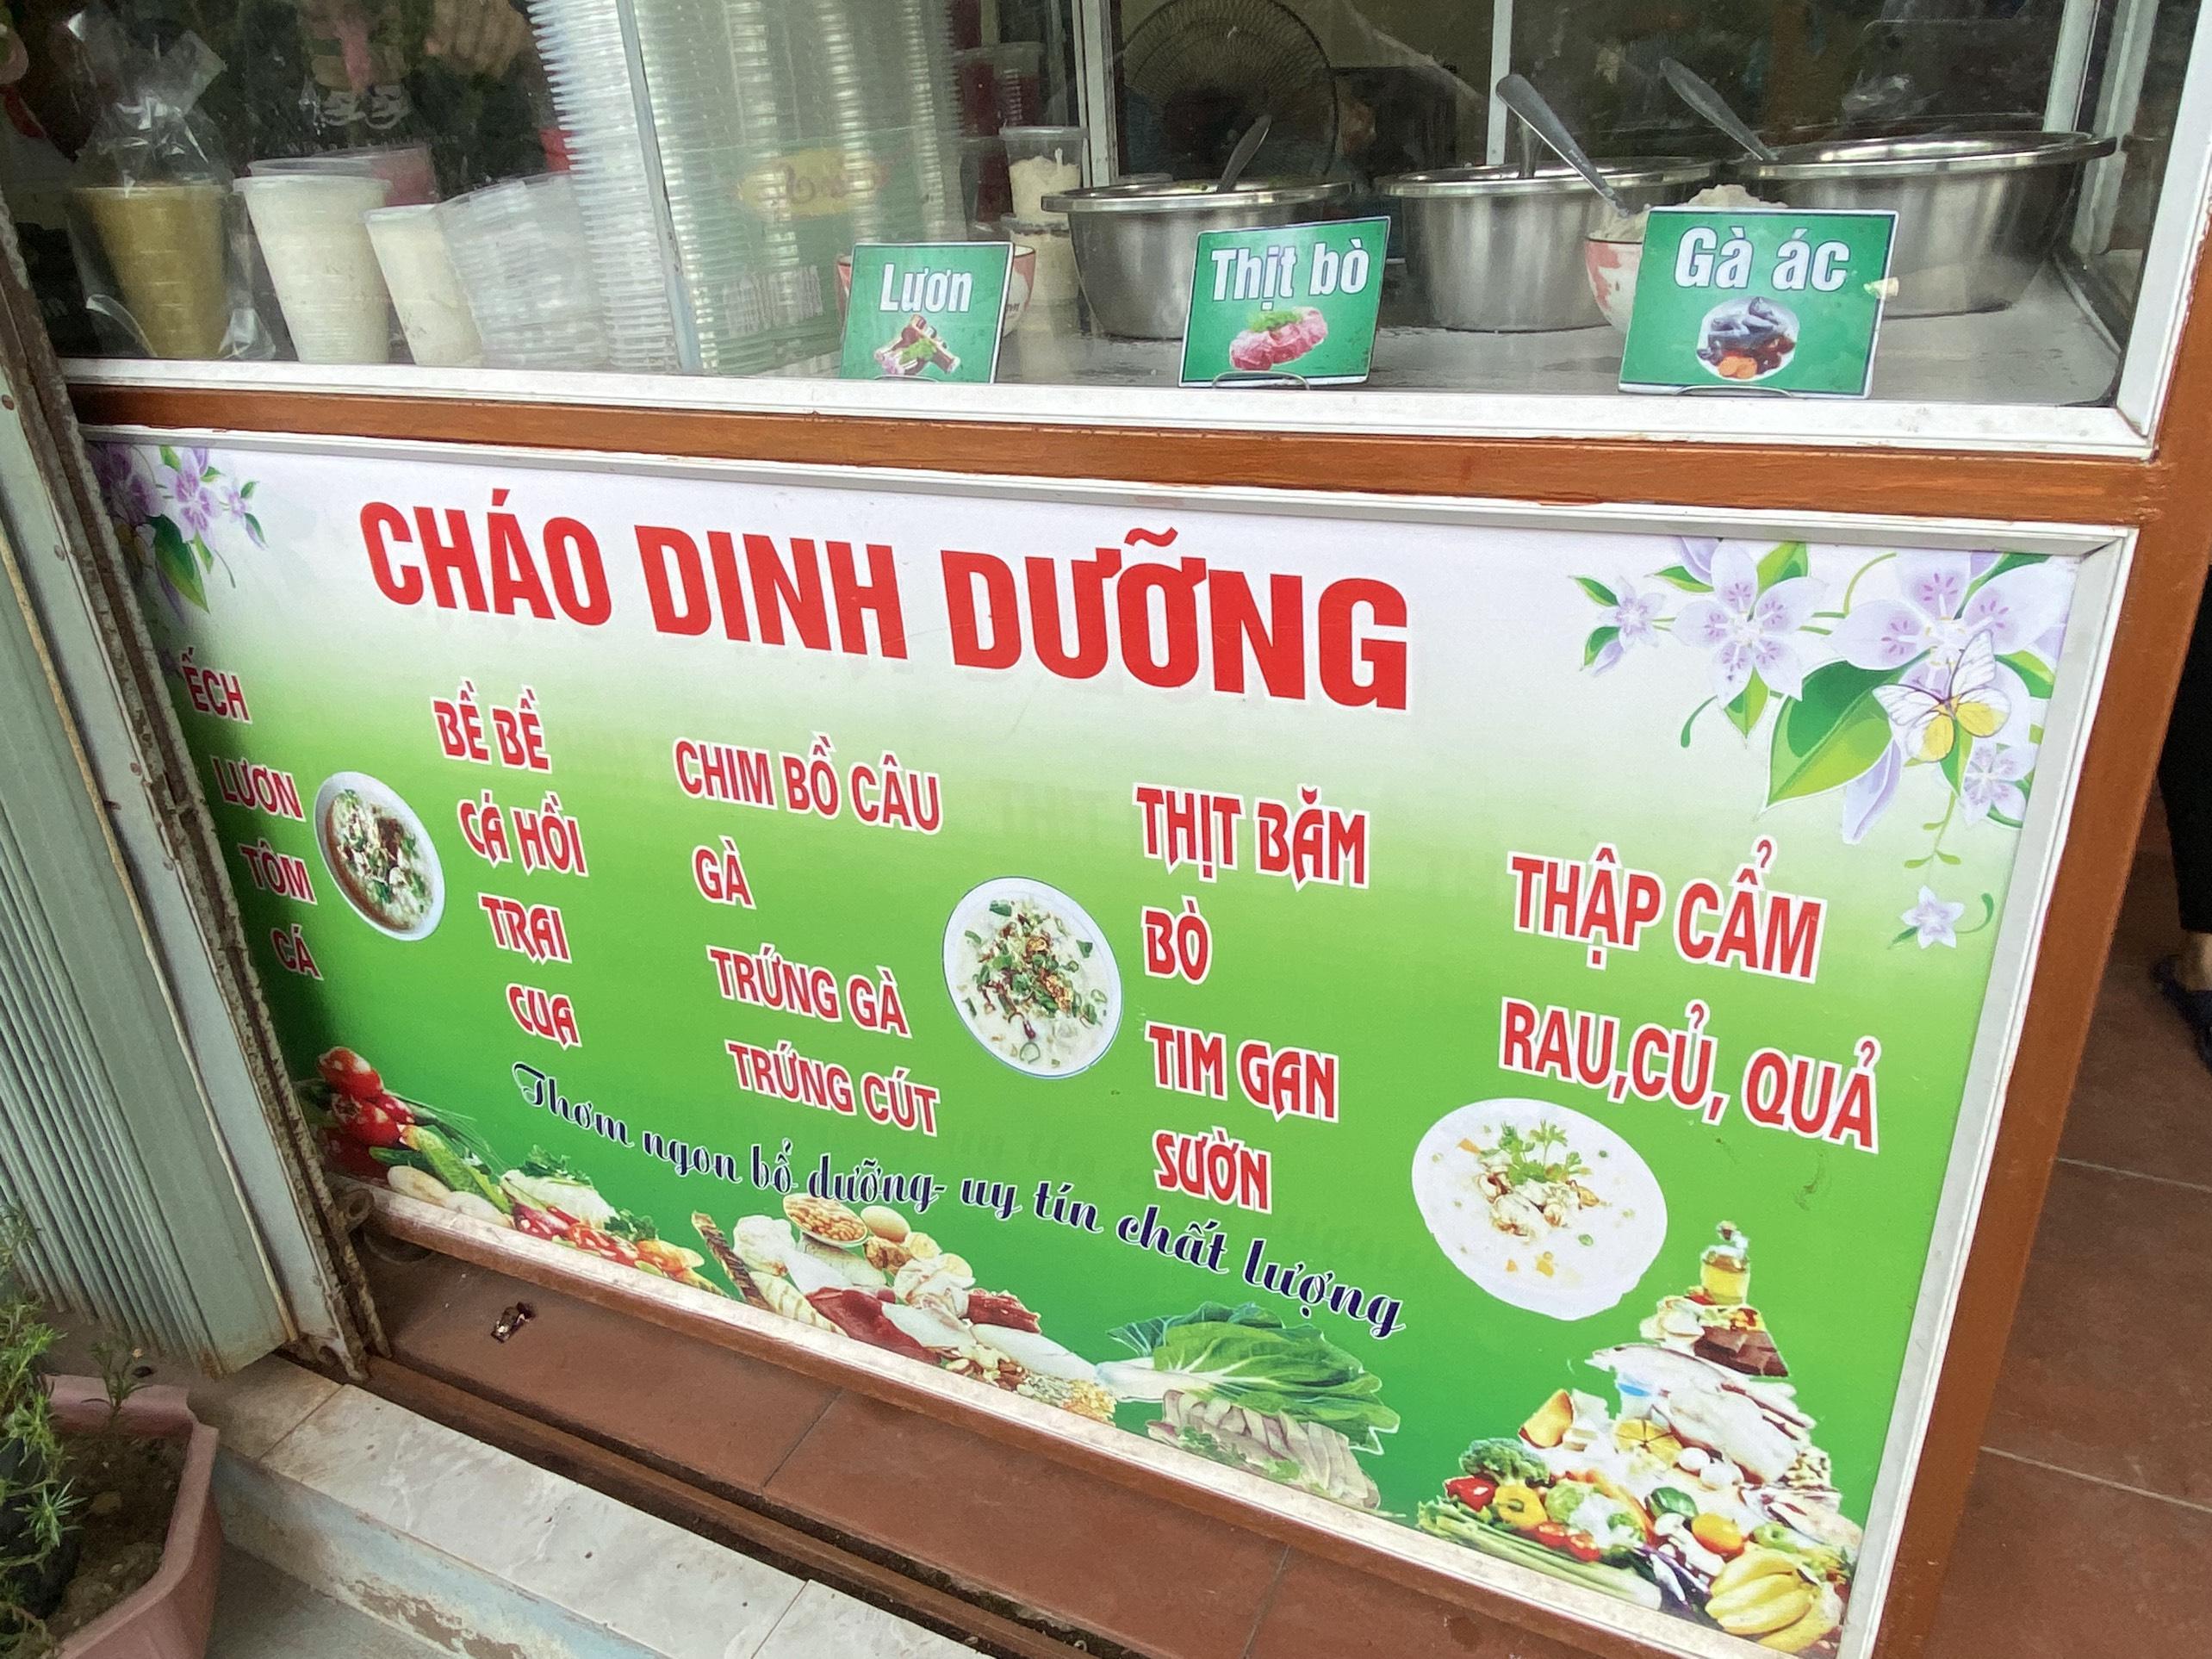 Lươn
Thịt bò
Gà ác
CHÁO DINH DƯỠNG
ẾCH
LƯƠN
TÔM
CÁ
BỀ BỀ
CÁ HỒI
TRAI
CUA
CHIM BỒ CÂU
GÀ
TRỨNG GÀ
TRỨNG CÚT
THỊT BĂM
BÒ
TIM GAN
SƯỜN
THẬP CẨM
RAU,CỦ, QUẢ
Thơm ngon bổ dưỡng- uy tín chất lượng